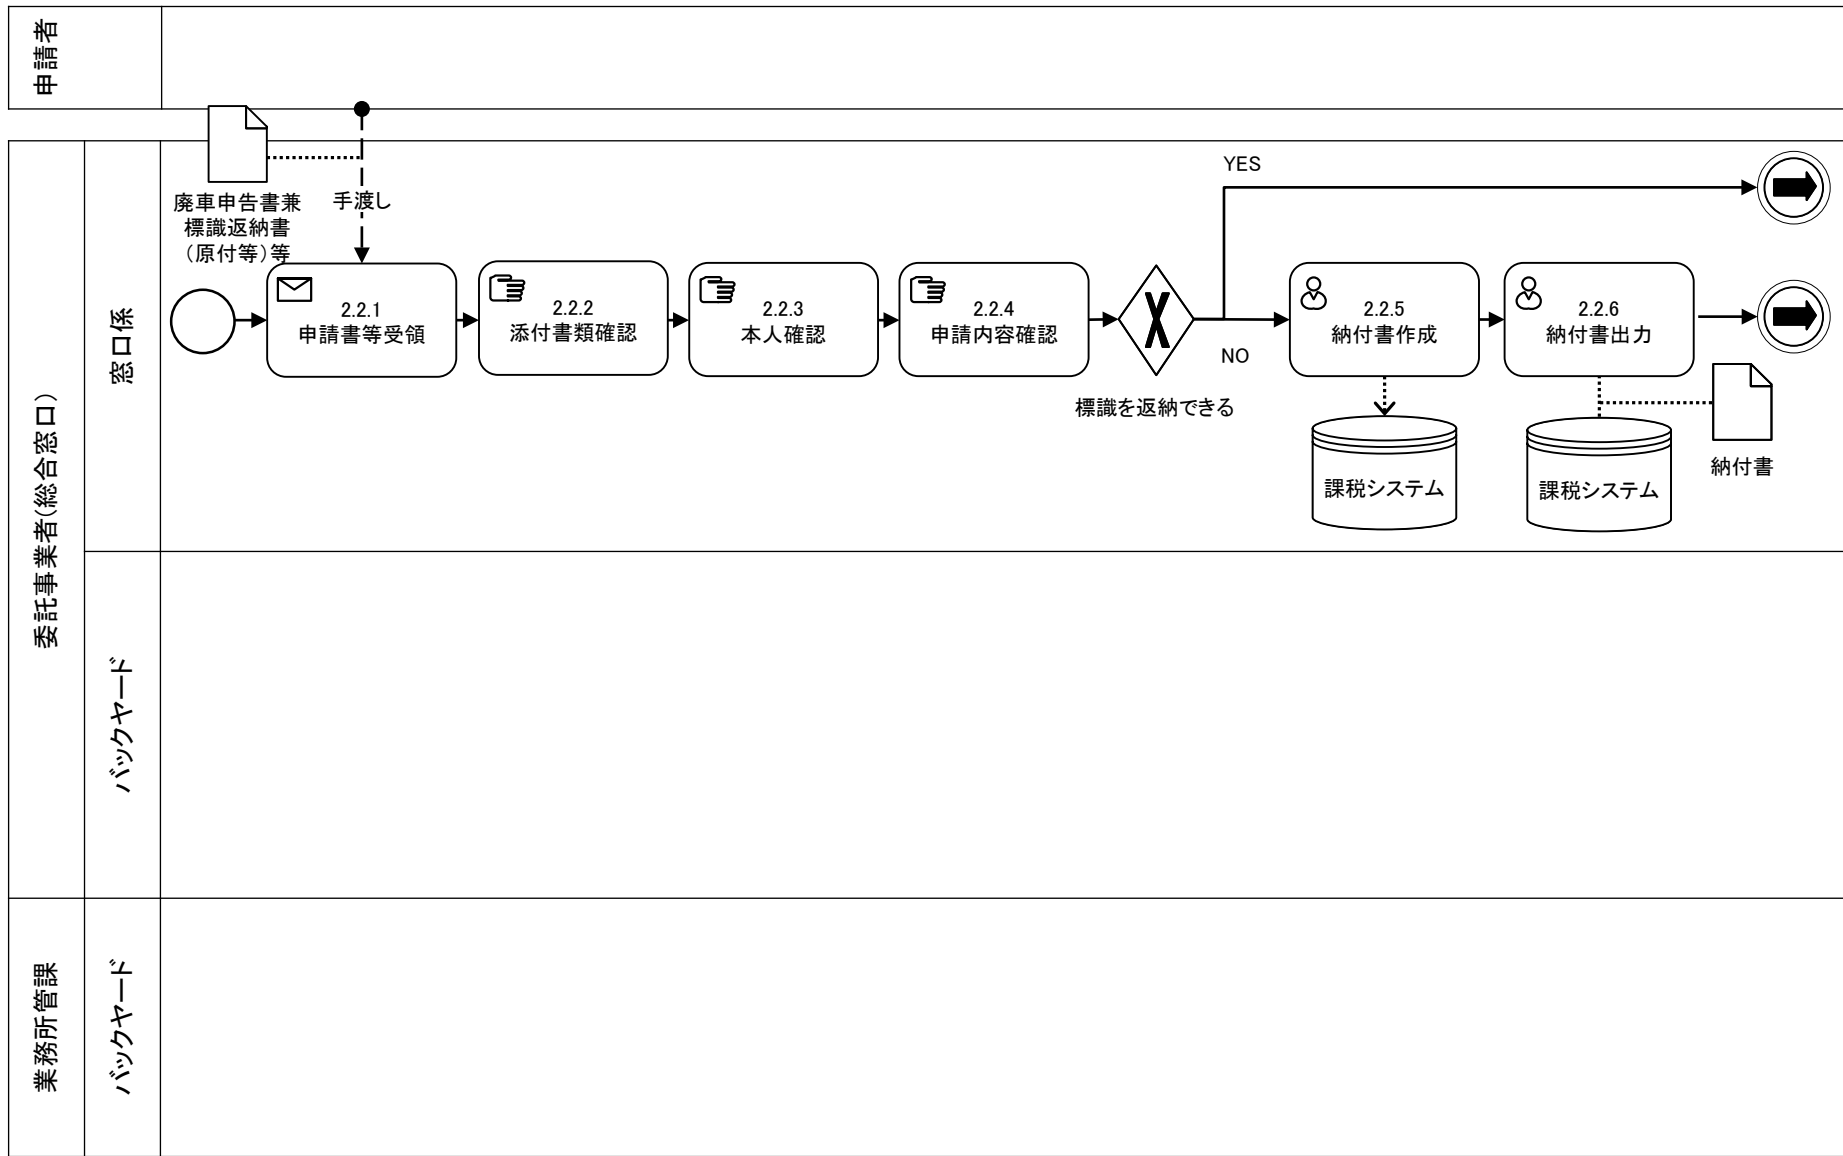 申請者
廃車申告書兼
標識返納書
（原付等）等
手渡し
委託事業者(総合窓口)
窓口係
2.2.1
申請書等受領
2.2.2
添付書類確認
2.2.3
本人確認
2.2.4
申請内容確認
標識を返納できる
YES
NO
2.2.5
納付書作成
課税システム
2.2.6
納付書出力
課税システム
納付書
バックヤード
業務所管課
バックヤード